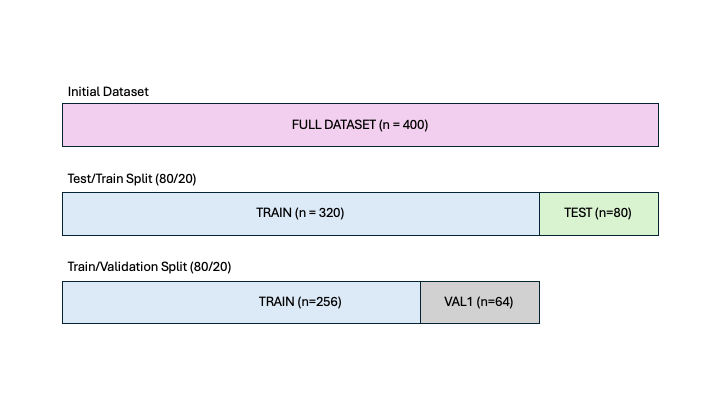 Initial Dataset
FULL DATASET (n = 400)
Test/Train Split (80/20)
TRAIN (n = 320)
TEST (n=80)
Train/Validation Split (80/20)
TRAIN (n=256)
VAL1 (n=64)